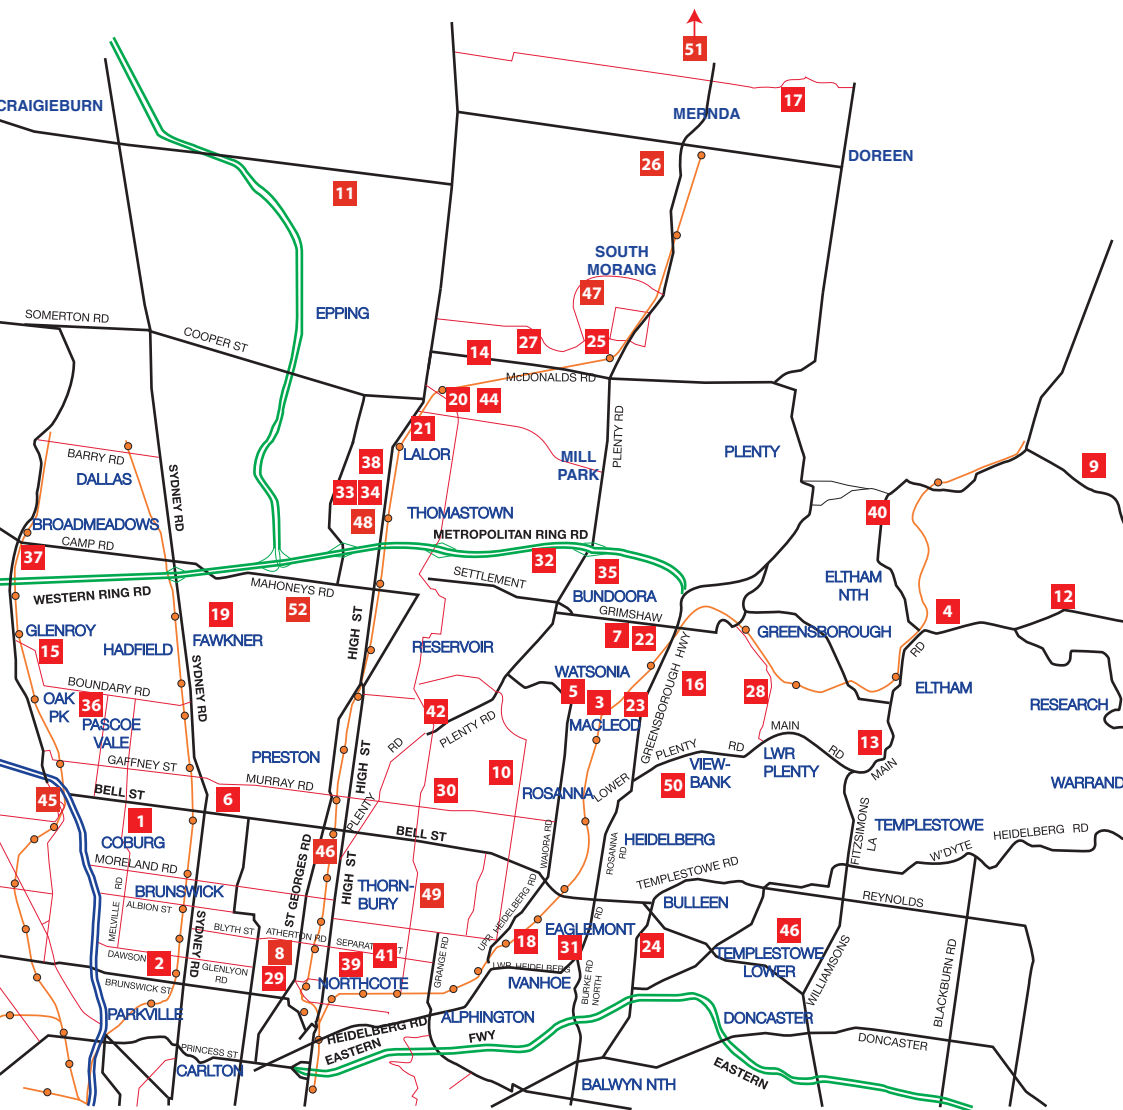 51
17
CRAIGIEBURN
MERNDA
DOREEN
26
11
SOUTH
MORANG
47
EPPING
SOMERTON RD
COOPER ST
27
25
14
McDONALDS RD
20
44
21
PLENTY RD
LALOR
BARRY RD
DALLAS
38
MILL
PARK
PLENTY
9
SYDNEY RD
33
34
48
THOMASTOWN
40
BROADMEADOWS
CAMP RD
METROPOLITAN RING RD
37
32
35
SETTLEMENT
BUNDOORA
ELTHAM
NTH
WESTERN RING RD
MAHONEYS RD
52
19
FAWKNER
GRIMSHAW
4
12
GLENROY
15
HADFIELD
HIGH ST
RESERVOIR
7
22
GREENSBOROUGH
RD
WATSONIA
GREENSBOROUGH HWY
BOUNDARY RD
SYDNEY RD
OAK
PK
36
PASCOE
VALE
5
3
23
16
28
ELTHAM
RESEARCH
42
PLENTY RD
MACLEOD
MAIN
RD
13
MAIN
GAFFNEY ST
PRESTON
HIGH ST
RD
PLENTY
PLENTY
RD
LOWER
LWR
PLENTY
VIEW-
BANK
MURRAY RD
10
30
50
ROSANNA
WARRAND
45
BELL ST
6
1
COBURG
46
BELL ST
WAIORA RD
ROSANNA
RD
HEIDELBERG
FITZSIMONS
LA
TEMPLESTOWE
HEIDELBERG RD
W'DYTE
MORELAND RD
BRUNSWICK
ST GEORGES RD
HIGH ST
THORN-
BURY
49
TEMPLESTOWE RD
BULLEEN
REYNOLDS
MELVILLE RD
ALBION ST
SYDNEY RD
BLYTH ST
ATHERTON RD
UPR HEIDELBERG RD
RD
EAGLEMONT
46
TEMPLESTOWE
LOWER
DAWSON
2
GLENLYON
RD
8
29
39
41
GRANGE RD
18
31
24
LWR HEIDELBERG
IVANHOE
BURKE RD
NORTH
NORTHCOTE
BRUNSWICK ST
PARKVILLE
ALPHINGTON
WILLIAMSONS
BLACKBURN RD
DONCASTER
DONCASTER
HEIDELBERG RD
EASTERN
FWY
PRINCESS ST
CARLTON
EASTERN
BALWYN NTH